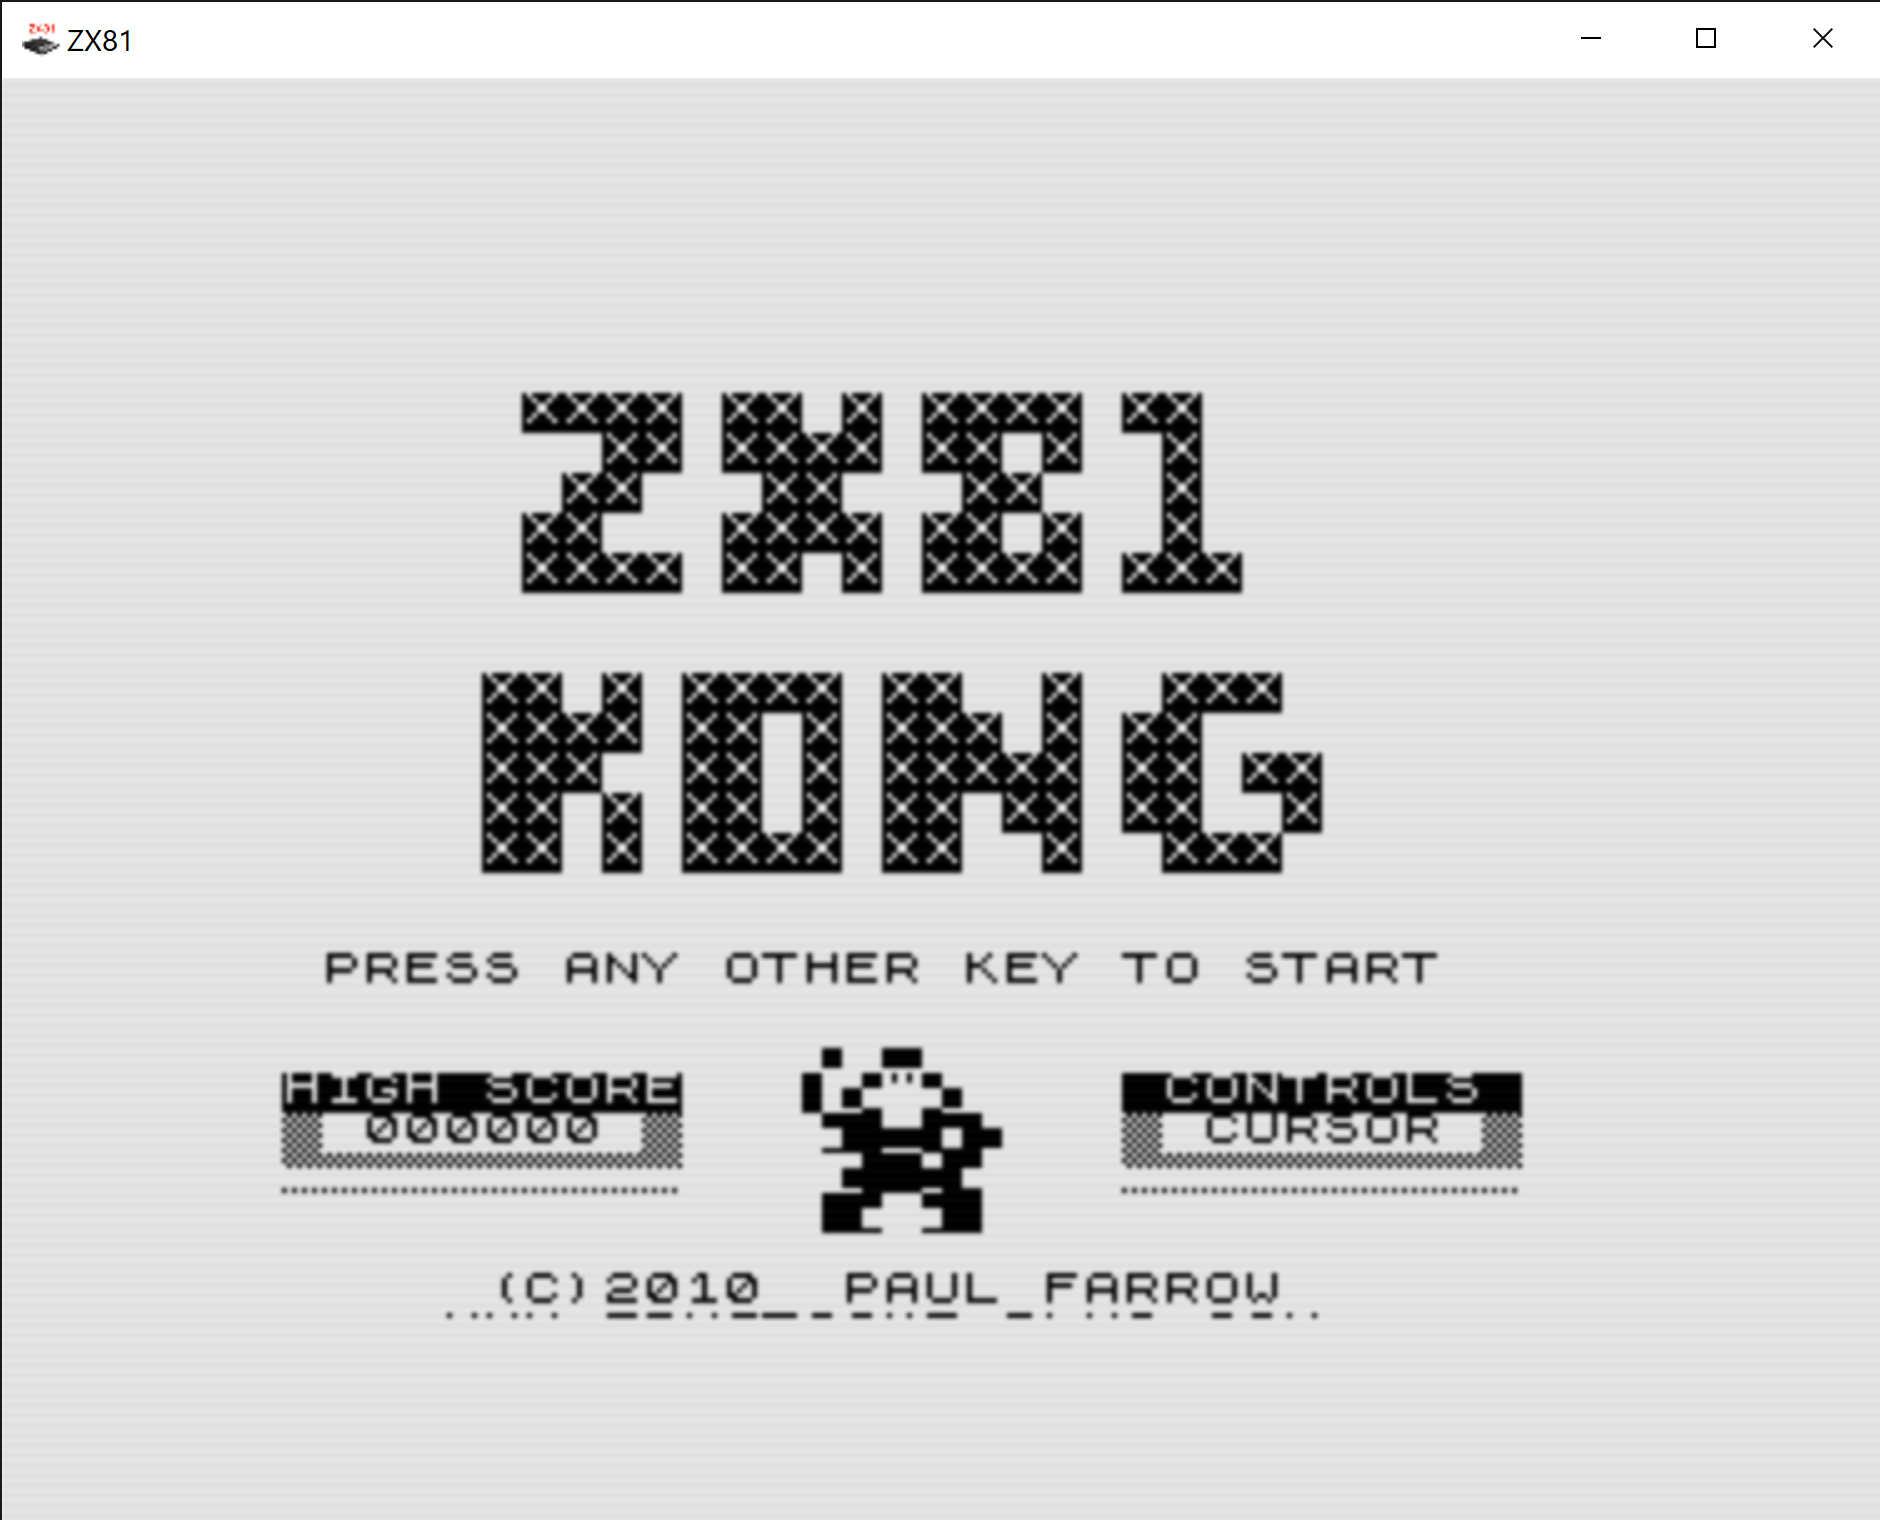 ZX81
ZX81
KONG
PRESS ANY OTHER KEY TO START
HIGH SCORE
000000
CONTROLS
CURSOR
(C)2010 PAUL FARROW